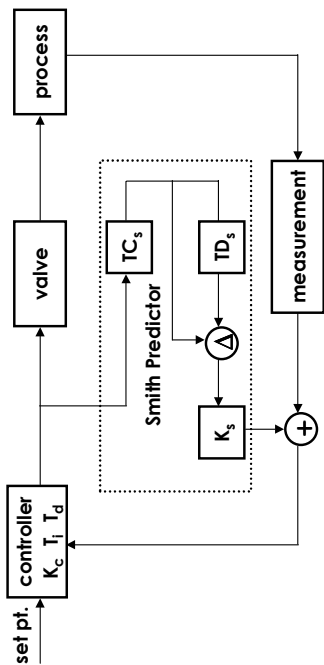 set pt.
controller
K_c T_i T_d
valve
process
Smith Predictor
TC_s
TD_s
Δ
K_s
+
measurement